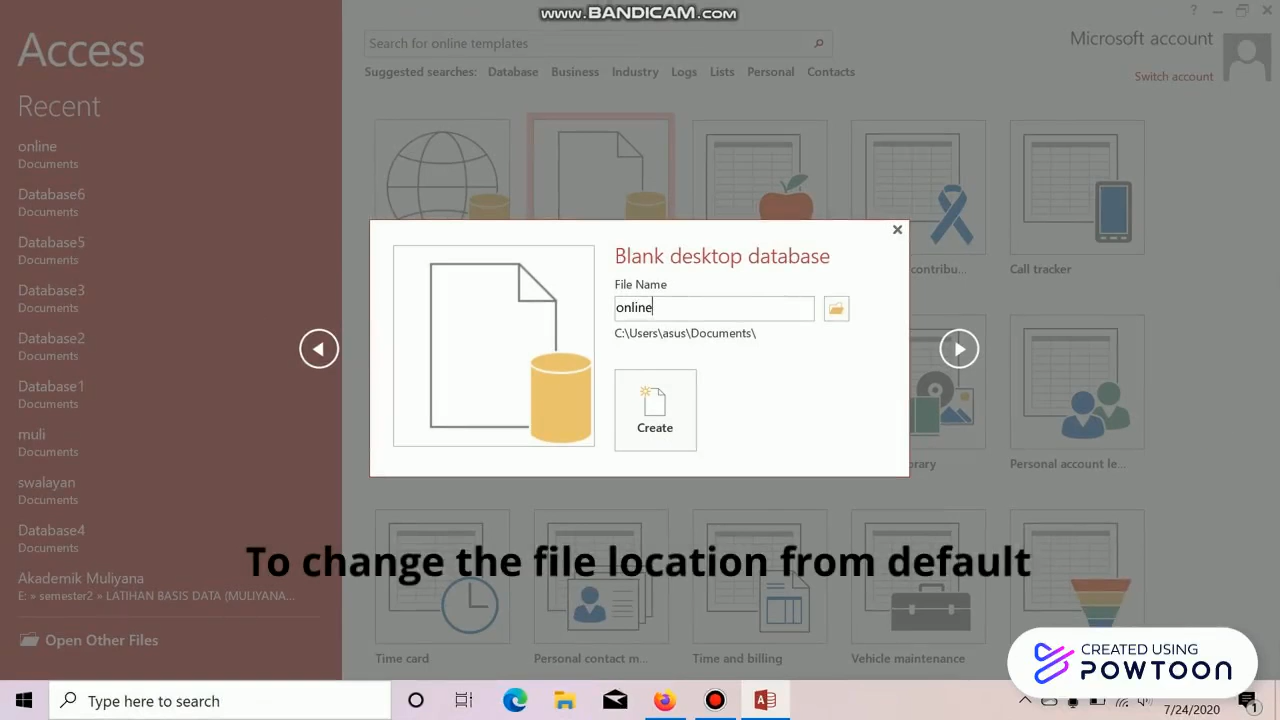 www.BANDICAM.com
Access
Recent
online
Documents
Database6
Documents
Database5
Documents
Database3
Documents
Database2
Documents
Database1
Documents
muli
Documents
swalayan
Documents
Database4
Documents
Akademik Muliyana
E: » semester2 » LATIHAN BASIS DATA (MULIYANA...
Open Other Files
?
Search for online templates
Suggested searches: Database Business Industry Logs Lists Personal Contacts
Microsoft account
Switch account
Blank desktop database
File Name
online
C:\Users\asus\Documents\
Create
contribu...
Call tracker
rary
Personal account le...
To change the file location from default
Time card
Personal contact m...
Time and billing
Vehicle maintenance
CREATED USING
POWTOON
Type here to search
7/24/2020
1